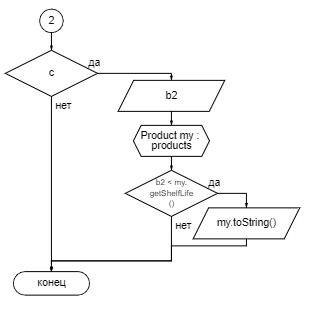 2
да
c
b2
нет
Product my :
products
b2 < my.
getShelfLife
()
да
my.toString()
нет
конец